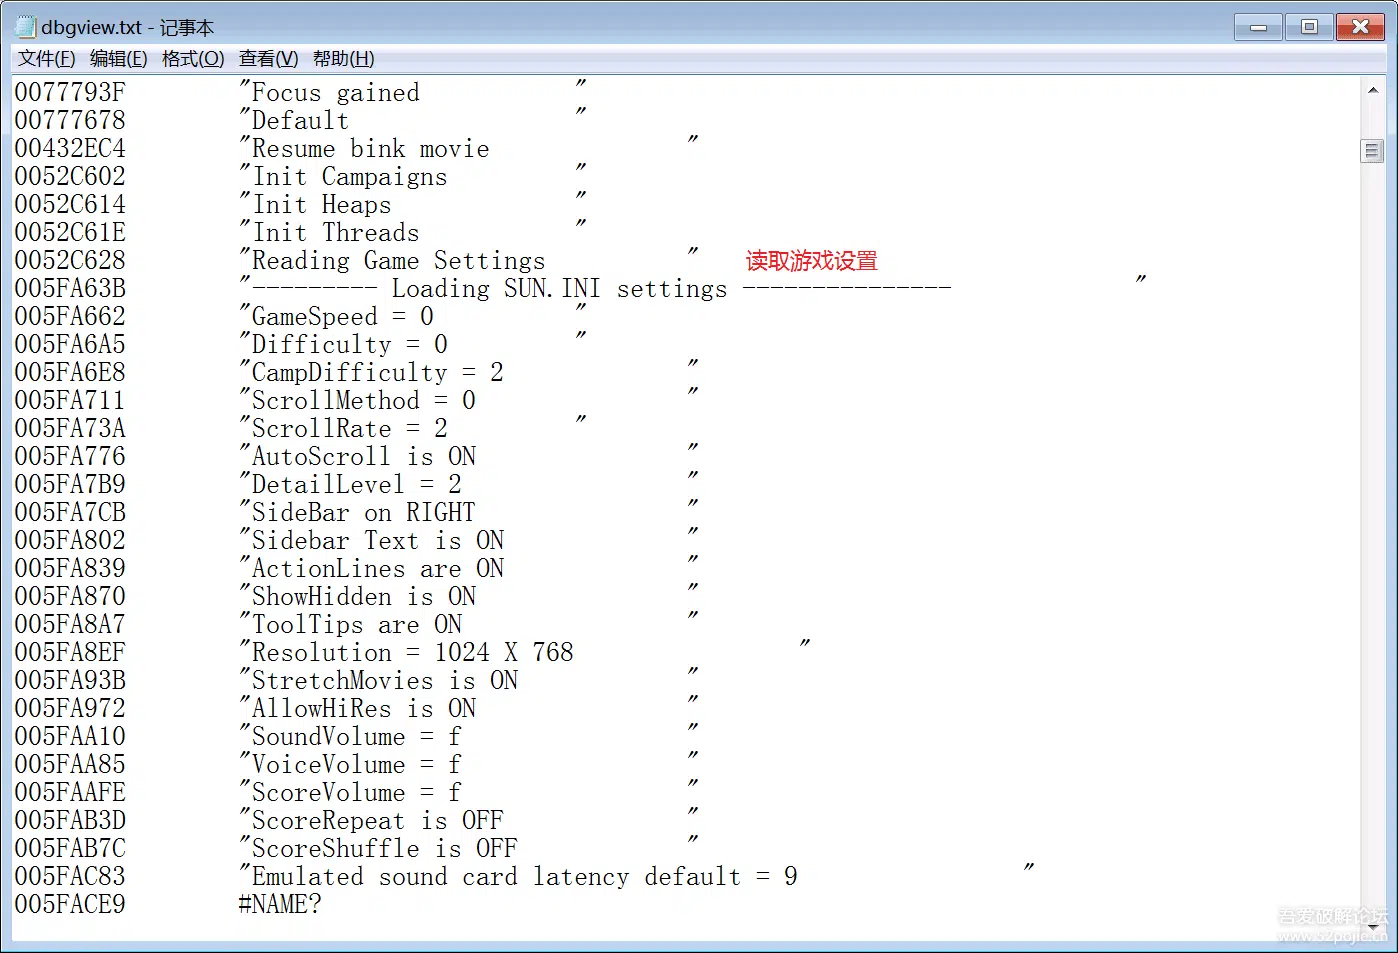 dbgview.txt - 记事本
文件(F) 编辑(E) 格式(O) 查看(V) 帮助(H)
0077793F "Focus gained "
00777678 "Default "
00432EC4 "Resume bink movie "
0052C602 "Init Campaigns "
0052C614 "Init Heaps "
0052C61E "Init Threads "
0052C628 "Reading Game Settings " 读取游戏设置
005FA63B "--------- Loading SUN.INI settings --------------- "
005FA662 "GameSpeed = 0 "
005FA6A5 "Difficulty = 0 "
005FA6E8 "CampDifficulty = 2 "
005FA711 "ScrollMethod = 0 "
005FA73A "ScrollRate = 2 "
005FA776 "AutoScroll is ON "
005FA7B9 "DetailLevel = 2 "
005FA7CB "SideBar on RIGHT "
005FA802 "Sidebar Text is ON "
005FA839 "ActionLines are ON "
005FA870 "ShowHidden is ON "
005FA8A7 "ToolTips are ON "
005FA8EF "Resolution = 1024 X 768 "
005FA93B "StretchMovies is ON "
005FA972 "AllowHiRes is ON "
005FAA10 "SoundVolume = f "
005FAA85 "VoiceVolume = f "
005FAAFE "ScoreVolume = f "
005FAB3D "ScoreRepeat is OFF "
005FAB7C "ScoreShuffle is OFF "
005FAC83 "Emulated sound card latency default = 9 "
005FACE9 #NAME?
吾爱破解论坛
www.52pojie.cn